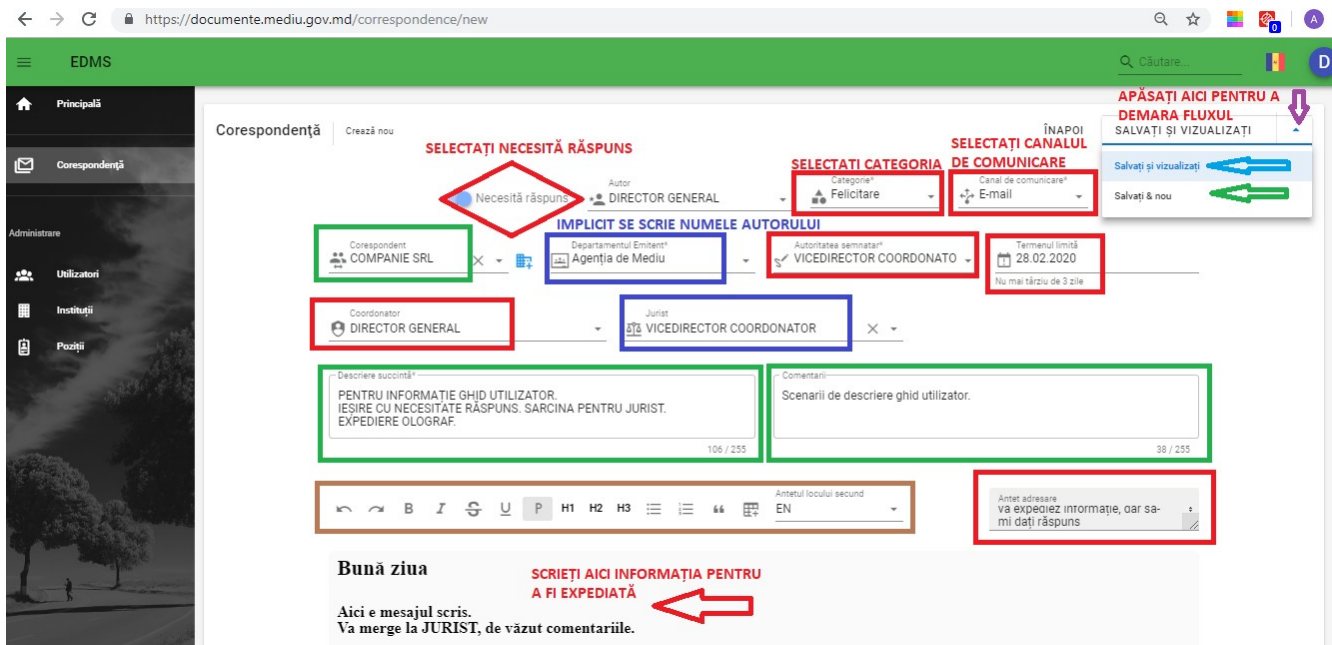 https://documente.mediu.gov.md/correspondence/new
A
0
EDMS
Căutare...
D
Principală
Corespondență
Administrare
Utilizatori
Instituții
Poziții
Corespondență
Crează nou
ÎNAPOI
APĂSAȚI AICI PENTRU A
DEMARA FLUXUL
SALVAȚI ȘI VIZUALIZAȚI
Salvați și vizualizați
Salvați & nou
SELECTAȚI NECESITĂ RĂSPUNS
SELECTATI CATEGORIA
SELECTAȚI CANALUL
DE COMUNICARE
Necesită răspuns
Autor
DIRECTOR GENERAL
Categorie*
Felicitare
Canal de comunicare*
E-mail
IMPLICIT SE SCRIE NUMELE AUTORULUI
Corespondent
COMPANIE SRL
Departamentul Emitent*
Agenția de Mediu
Autoritatea semnatar*
VICEDIRECTOR COORDONATO
Termenul limită
28.02.2020
Nu mai târziu de 3 zile
Coordonator
DIRECTOR GENERAL
Jurist
VICEDIRECTOR COORDONATOR
Descriere succintă*
PENTRU INFORMAȚIE GHID UTILIZATOR.
IEȘIRE CU NECESITATE RĂSPUNS. SARCINA PENTRU JURIST.
EXPEDIERE OLOGRAF.
106 / 255
Comentarii
Scenarii de descriere ghid utilizator.
38 / 255
B I S U P H1 H2 H3
Antetul locului secund
EN
Antet adresare
va expediez informație, dar sa-
mi dați răspuns
Bună ziua
SCRIEȚI AICI INFORMAȚIA PENTRU
A FI EXPEDIATĂ
Aici e mesajul scris.
Va merge la JURIST, de văzut comentariile.